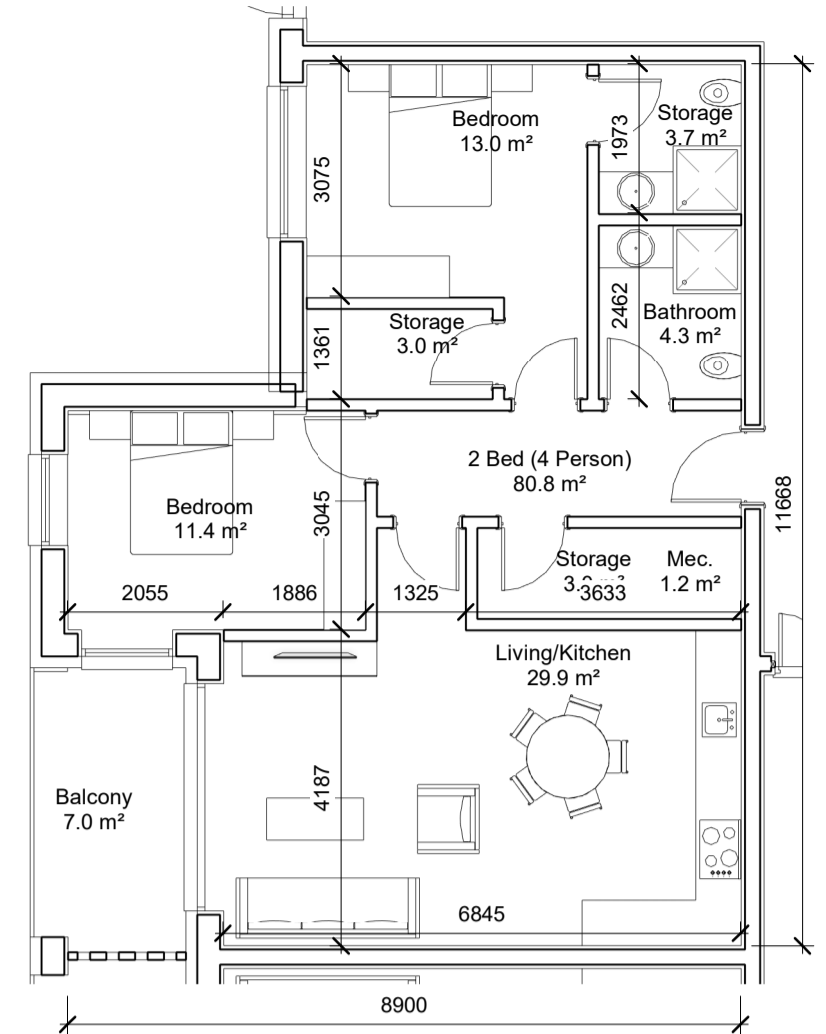 Bedroom
13.0 m²
Storage
3.7 m²
1973
3075
2462
Bathroom
4.3 m²
Storage
3.0 m²
1361
2 Bed (4 Person)
80.8 m²
11668
Bedroom
11.4 m²
3045
Storage
Mec.
1.2 m²
2055
1886
1325
3633
Living/Kitchen
29.9 m²
Balcony
7.0 m²
4187
6845
8900